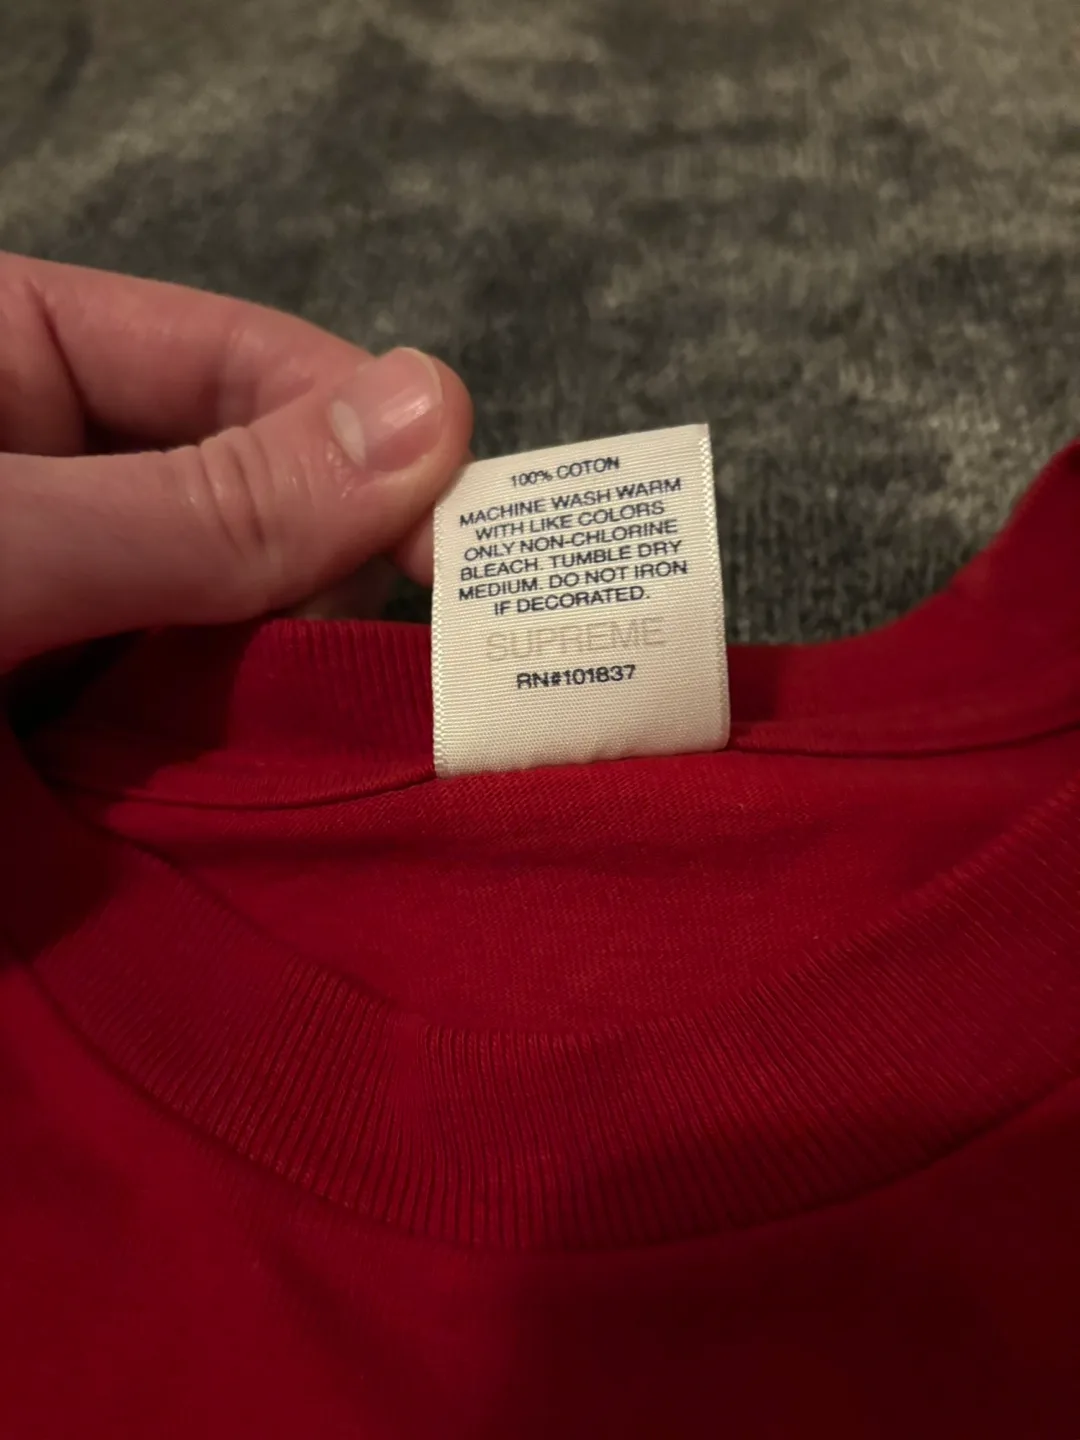 100% COTON
MACHINE WASH WARM
WITH LIKE COLORS
ONLY NON-CHLORINE
BLEACH. TUMBLE DRY
MEDIUM. DO NOT IRON
IF DECORATED.
SUPREME
RN#101837